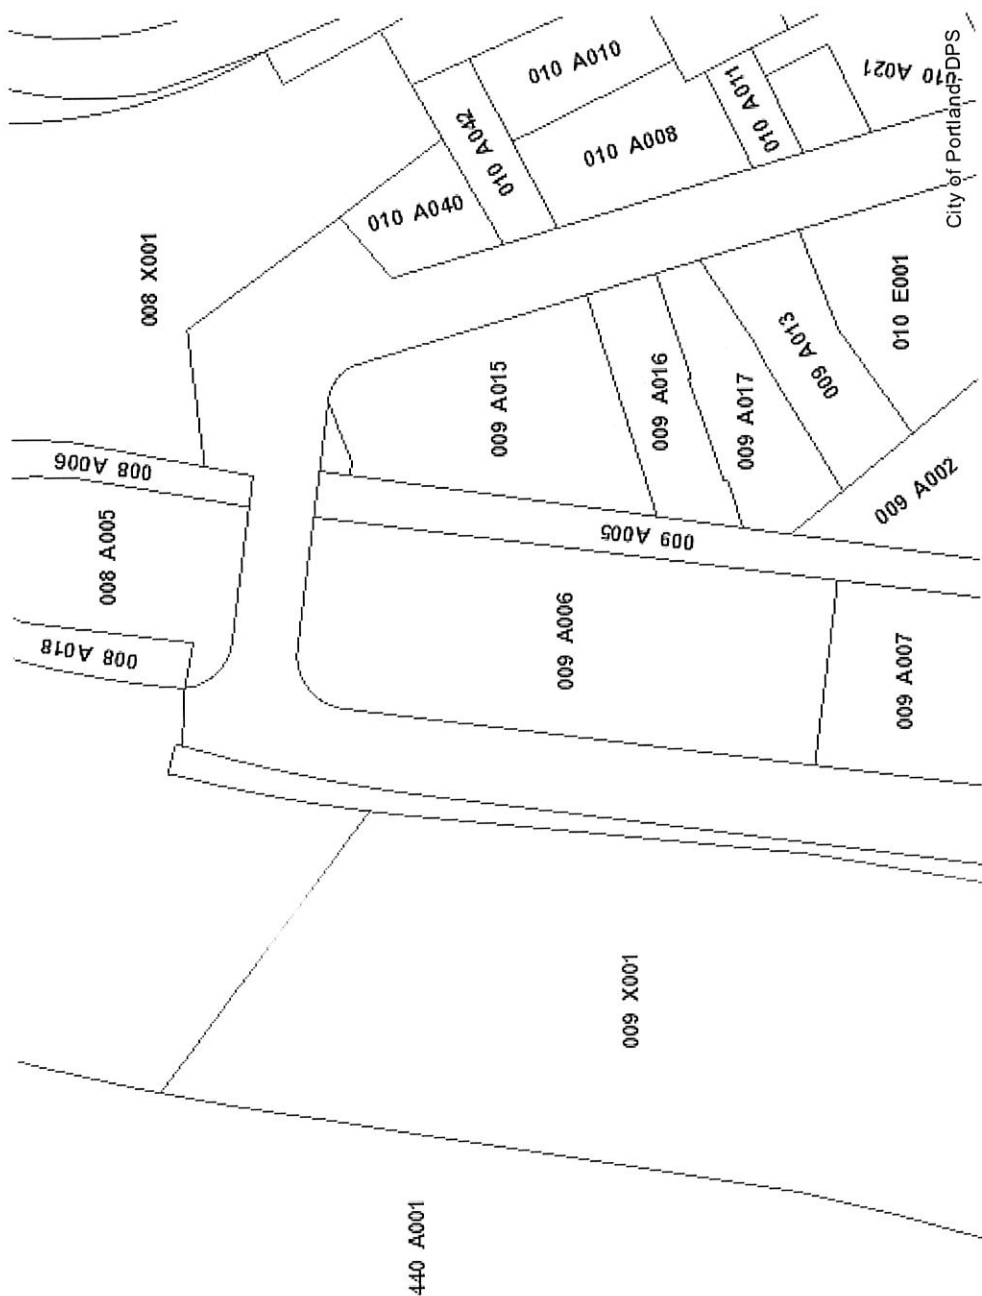 010 A010
010 A011
010 A021
010 A042
010 A008
City of Portland, DPS
010 A040
008 X001
010 E001
009 A013
009 A015
009 A016
009 A017
008 A006
009 A002
009 A005
008 A005
009 A006
008 A018
009 A007
009 X001
440 A001